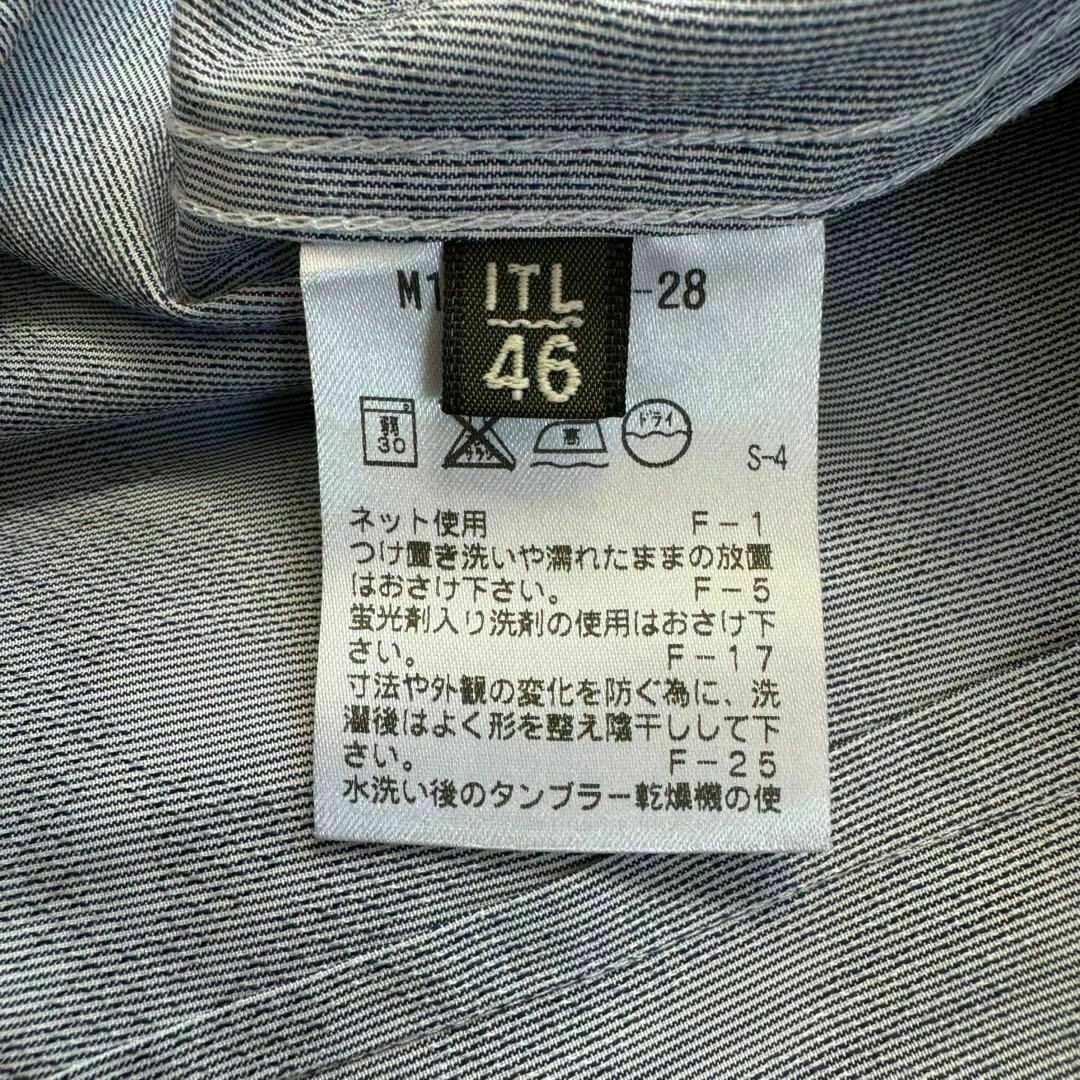 ITL
46
M1 -28
弱
30
高
ドライ
S-4
ネット使用 F-1
つけ置き洗いや濡れたままの放置
はおさけ下さい。 F-5
蛍光剤入り洗剤の使用はおさけ下
さい。 F-17
寸法や外観の変化を防ぐ為に、洗
濯後はよく形を整え陰干しして下
さい。 F-25
水洗い後のタンブラー乾燥機の使